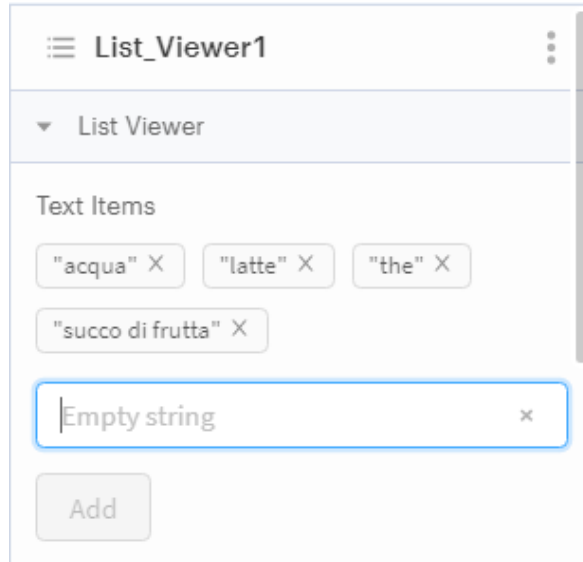 List_Viewer1
List Viewer
Text Items
"acqua" × "latte" × "the" ×
"succo di frutta" ×
Empty string ×
Add